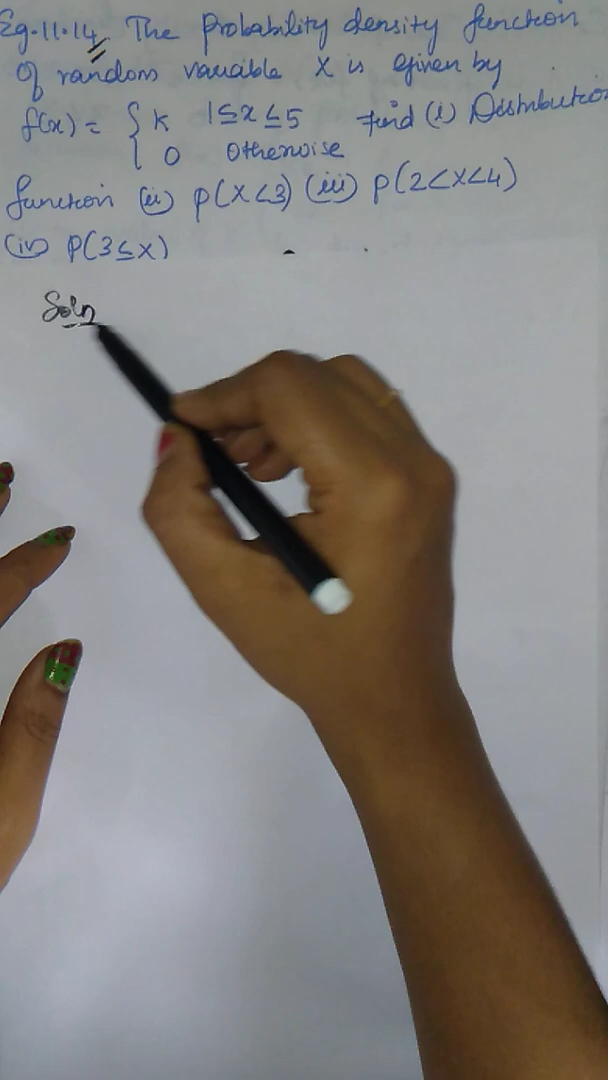 Eg.11.14. The Probability density function
of random variable X is given by
f(x) = { K 1≤x≤5 find (i) Distribution
0 Otherwise
function (ii) P(X<3) (iii) P(2<X<4)
(iv) P(3≤X)
Soln